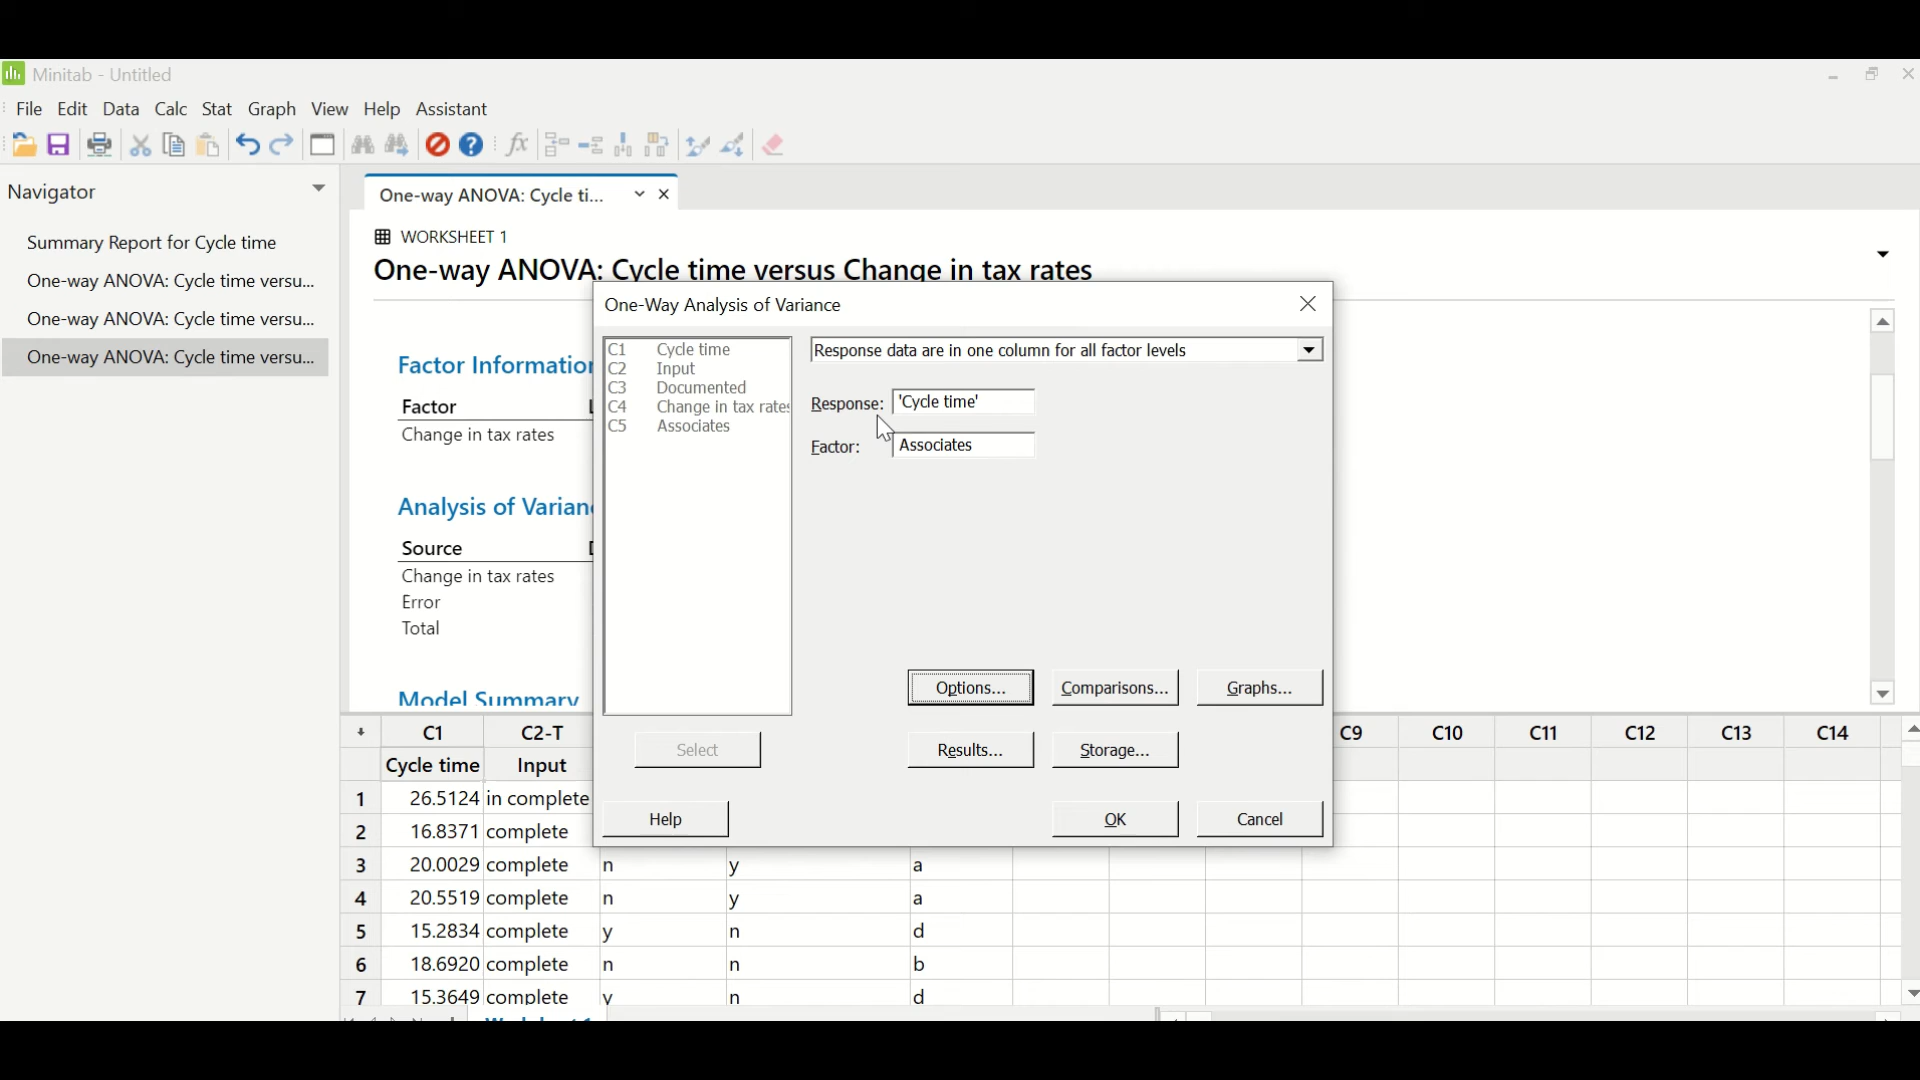 Minitab - Untitled
File Edit Data Calc Stat Graph View Help Assistant
Navigator
One-way ANOVA: Cycle ti...
Summary Report for Cycle time
One-way ANOVA: Cycle time versu...
One-way ANOVA: Cycle time versu...
One-way ANOVA: Cycle time versu...
WORKSHEET 1
One-way ANOVA: Cycle time versus Change in tax rates
Factor Information
Factor
Change in tax rates
Analysis of Varian
Source
Change in tax rates
Error
Total
Model Summary
One-Way Analysis of Variance
C1 Cycle time
C2 Input
C3 Documented
C4 Change in tax rates
C5 Associates
Response data are in one column for all factor levels
Response: 'Cycle time'
Factor: Associates
Options... Comparisons... Graphs...
Select Results... Storage...
Help OK Cancel
C1 C2-T C9 C10 C11 C12 C13 C14
Cycle time Input
1 26.5124 in complete
2 16.8371 complete
3 20.0029 complete n y a
4 20.5519 complete n y a
5 15.2834 complete y n d
6 18.6920 complete n n b
7 15.3649 complete y n d